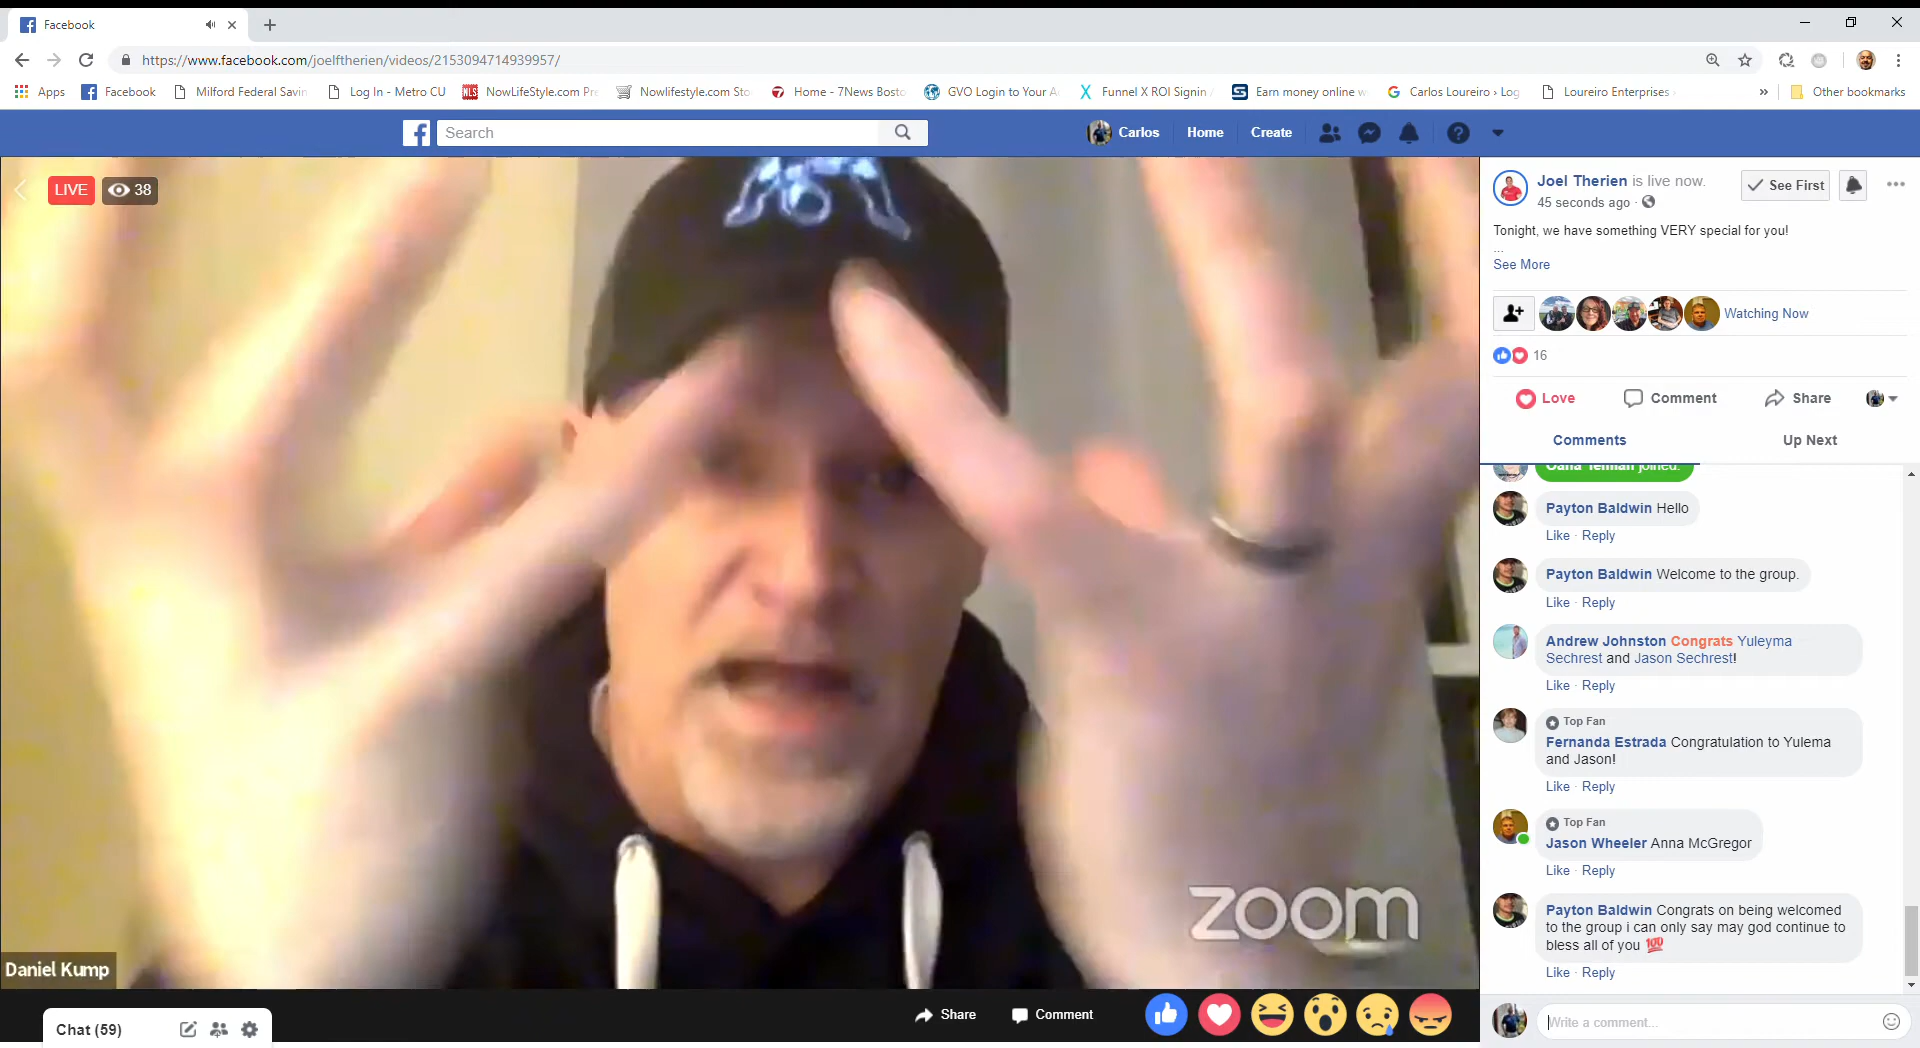 Facebook
https://www.facebook.com/joelftherien/videos/2153094714939957/
Apps
Facebook
Milford Federal Savin
Log In - Metro CU
NLS
NowLifeStyle.com Pre
Nowlifestyle.com Sto
Home - 7News Bosto
GVO Login to Your A
Funnel X ROI Signin
Earn money online w
Carlos Loureiro › Log
Loureiro Enterprises
»
Other bookmarks
Search
Carlos
Home
Create
LIVE
38
Daniel Kump
zoom
Share
Comment
Chat (59)
Joel Therien is live now.
45 seconds ago ·
See First
Tonight, we have something VERY special for you!
...
See More
Watching Now
16
Love
Comment
Share
Comments
Up Next
joined.
Payton Baldwin Hello
Like · Reply
Payton Baldwin Welcome to the group.
Like · Reply
Andrew Johnston Congrats Yuleyma
Sechrest and Jason Sechrest!
Like · Reply
Top Fan
Fernanda Estrada Congratulation to Yulema
and Jason!
Like · Reply
Top Fan
Jason Wheeler Anna McGregor
Like · Reply
Payton Baldwin Congrats on being welcomed
to the group i can only say may god continue to
bless all of you 💯
Like · Reply
Write a comment...